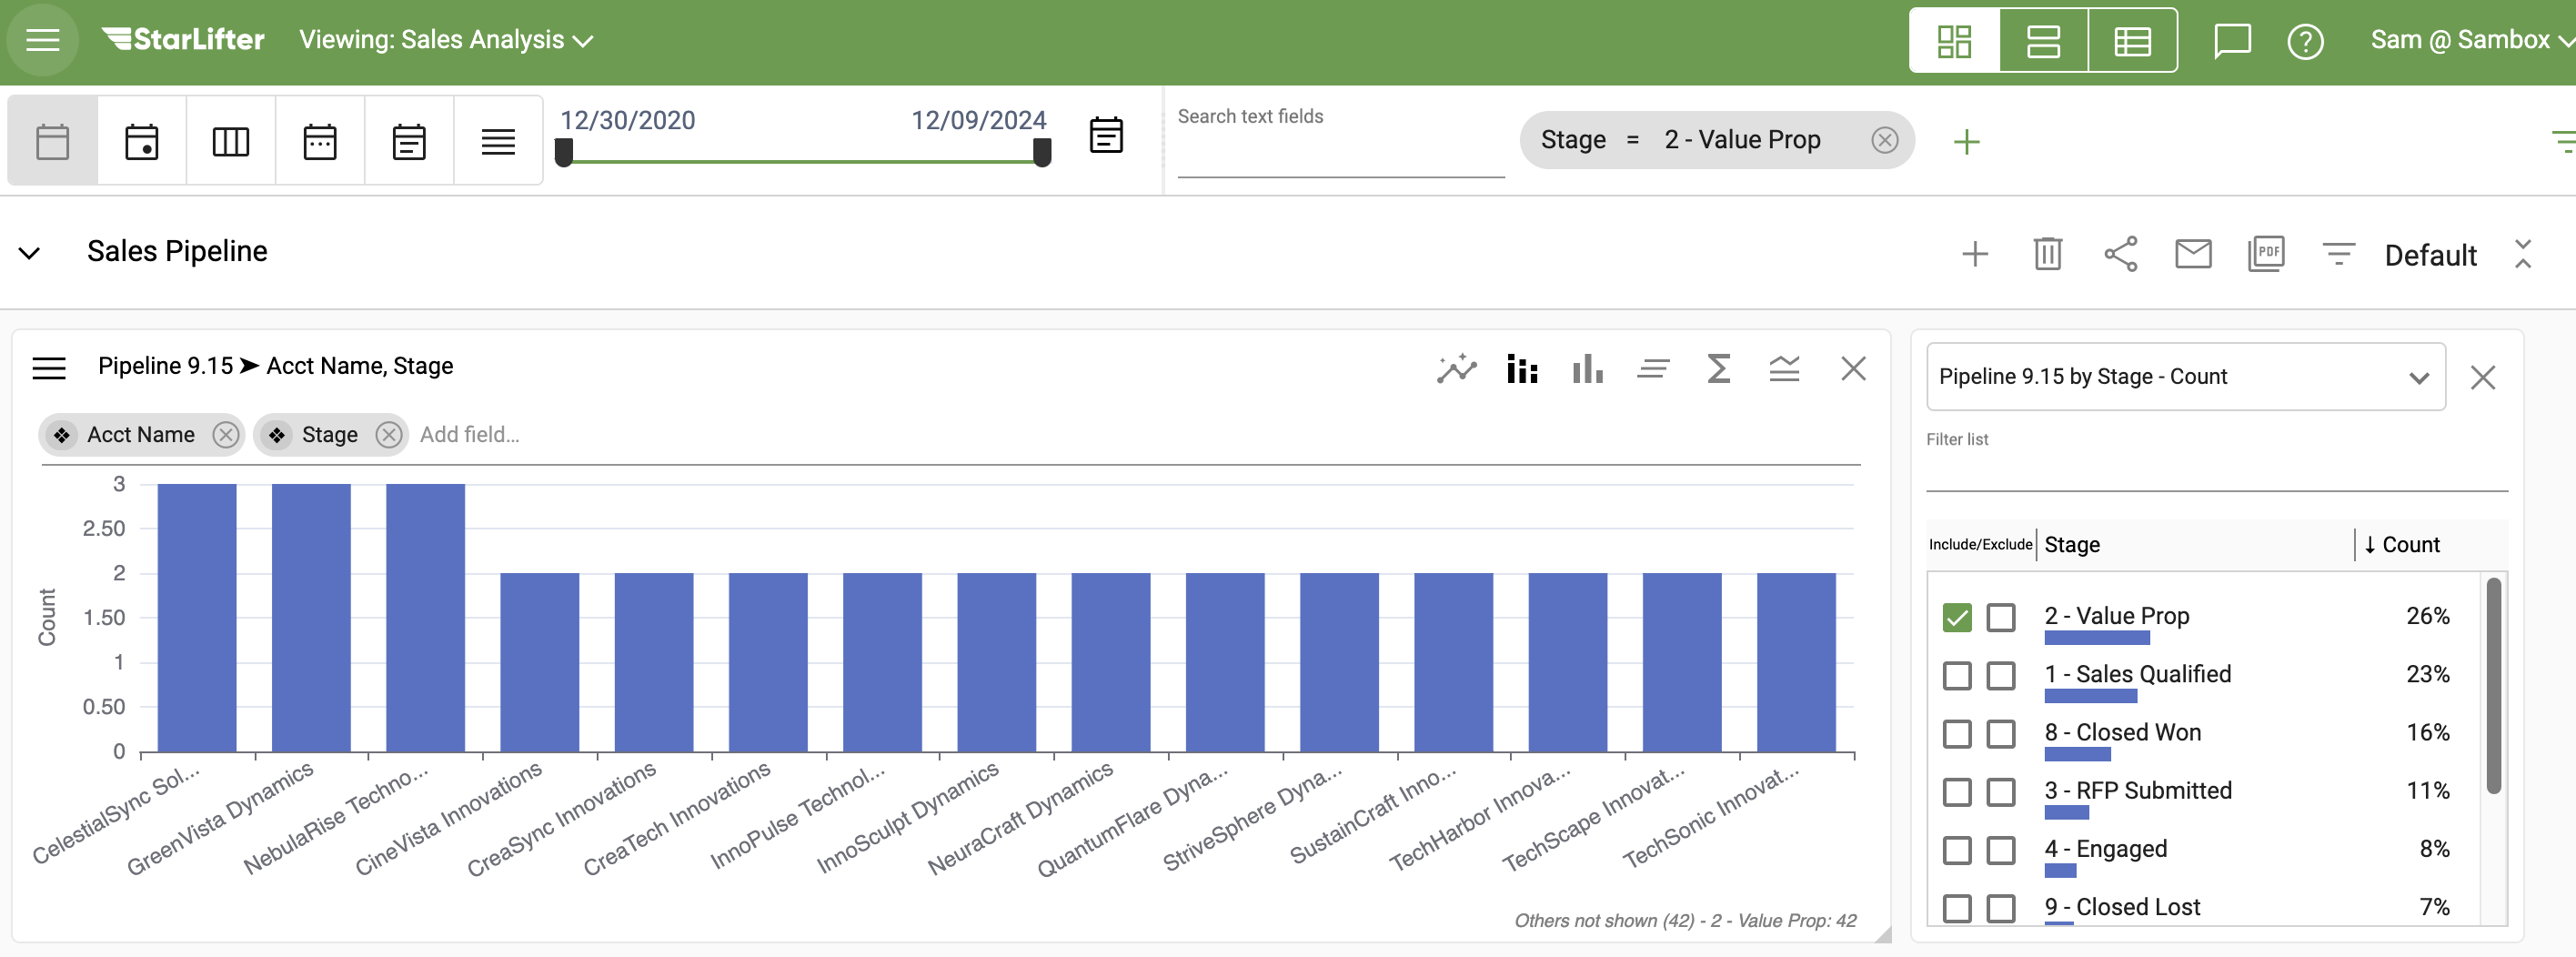 StarLifter
Viewing: Sales Analysis
?
Sam @ Sambox
12/30/2020
12/09/2024
Search text fields
Stage = 2 - Value Prop
Sales Pipeline
PDF
Default
Pipeline 9.15 ➤ Acct Name, Stage
Σ
Acct Name
Stage
Add field...
Count
3
2.50
2
1.50
1
0.50
0
CelestialSync Sol...
GreenVista Dynamics
NebulaRise Techno...
CineVista Innovations
CreaSync Innovations
CreaTech Innovations
InnoPulse Technol...
InnoSculpt Dynamics
NeuraCraft Dynamics
QuantumFlare Dyna...
StriveSphere Dyna...
SustainCraft Inno...
TechHarbor Innova...
TechScape Innovat...
TechSonic Innovat...
Others not shown (42) - 2 - Value Prop: 42
Pipeline 9.15 by Stage - Count
Filter list
Include/Exclude Stage ↓ Count
2 - Value Prop 26%
1 - Sales Qualified 23%
8 - Closed Won 16%
3 - RFP Submitted 11%
4 - Engaged 8%
9 - Closed Lost 7%